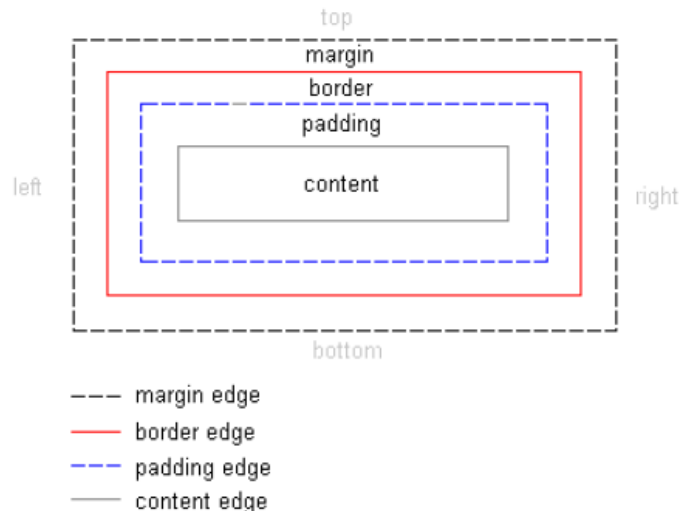 top
margin
border
padding
content
left
right
bottom
margin edge
border edge
padding edge
content edge